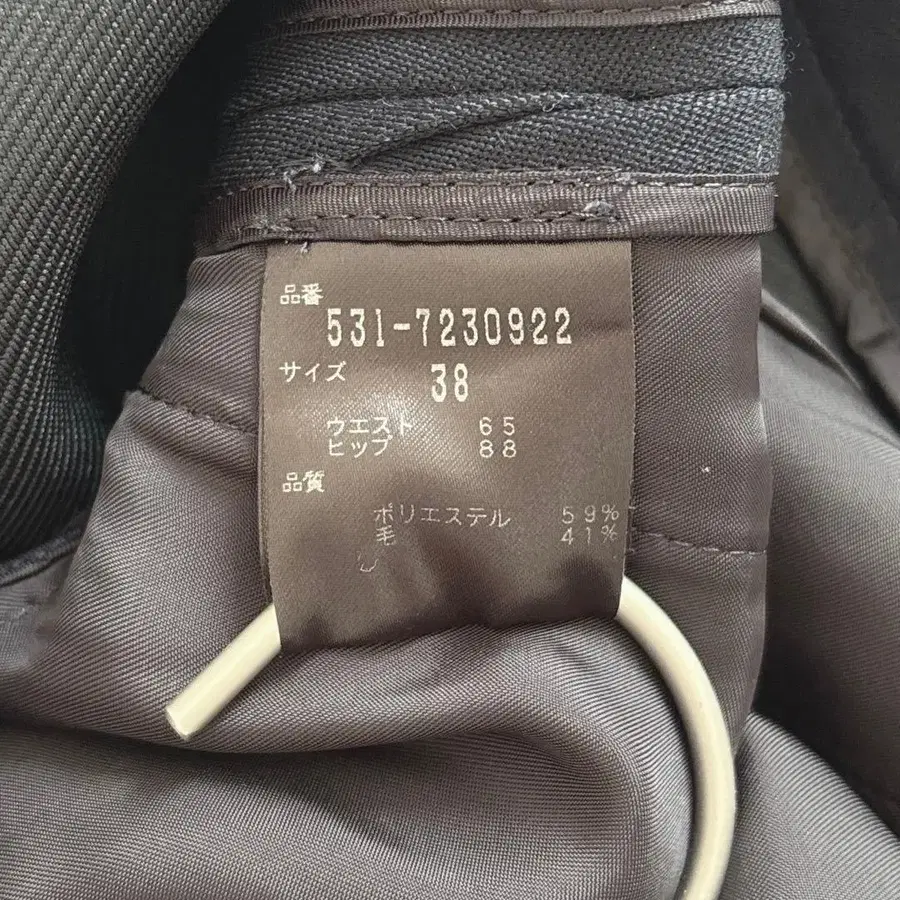 品番
531-7230922
サイズ 38
ウエスト 65
ヒップ 88
品質
ポリエステル 59%
毛 41%